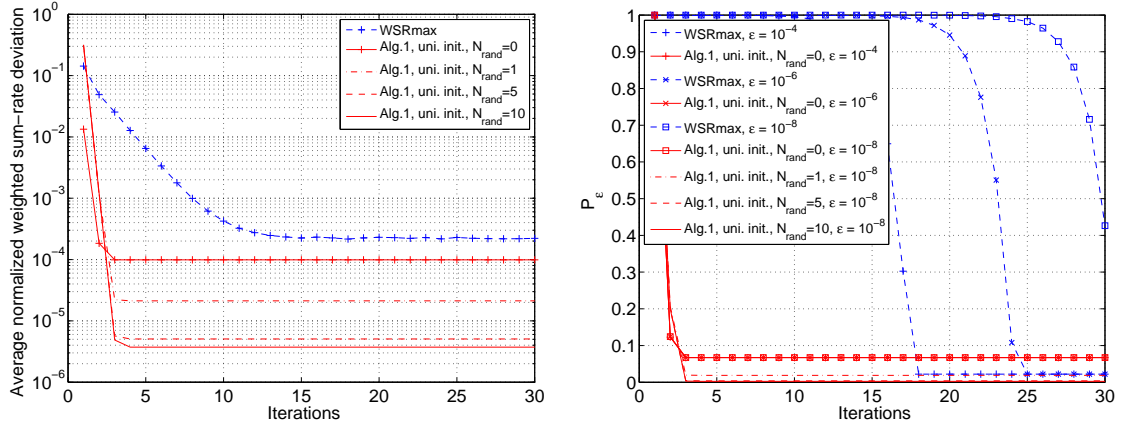 Average normalized weighted sum-rate deviation
10⁰
10⁻¹
10⁻²
10⁻³
10⁻⁴
10⁻⁵
10⁻⁶
0
5
10
15
20
25
30
Iterations
WSRmax
Alg.1, uni. init., N_rand=0
Alg.1, uni. init., N_rand=1
Alg.1, uni. init., N_rand=5
Alg.1, uni. init., N_rand=10
P_ε
1
0.9
0.8
0.7
0.6
0.5
0.4
0.3
0.2
0.1
0
0
5
10
15
20
25
30
Iterations
WSRmax, ε = 10⁻⁴
Alg.1, uni. init., N_rand=0, ε = 10⁻⁴
WSRmax, ε = 10⁻⁶
Alg.1, uni. init., N_rand=0, ε = 10⁻⁶
WSRmax, ε = 10⁻⁸
Alg.1, uni. init., N_rand=0, ε = 10⁻⁸
Alg.1, uni. init., N_rand=1, ε = 10⁻⁸
Alg.1, uni. init., N_rand=5, ε = 10⁻⁸
Alg.1, uni. init., N_rand=10, ε = 10⁻⁸